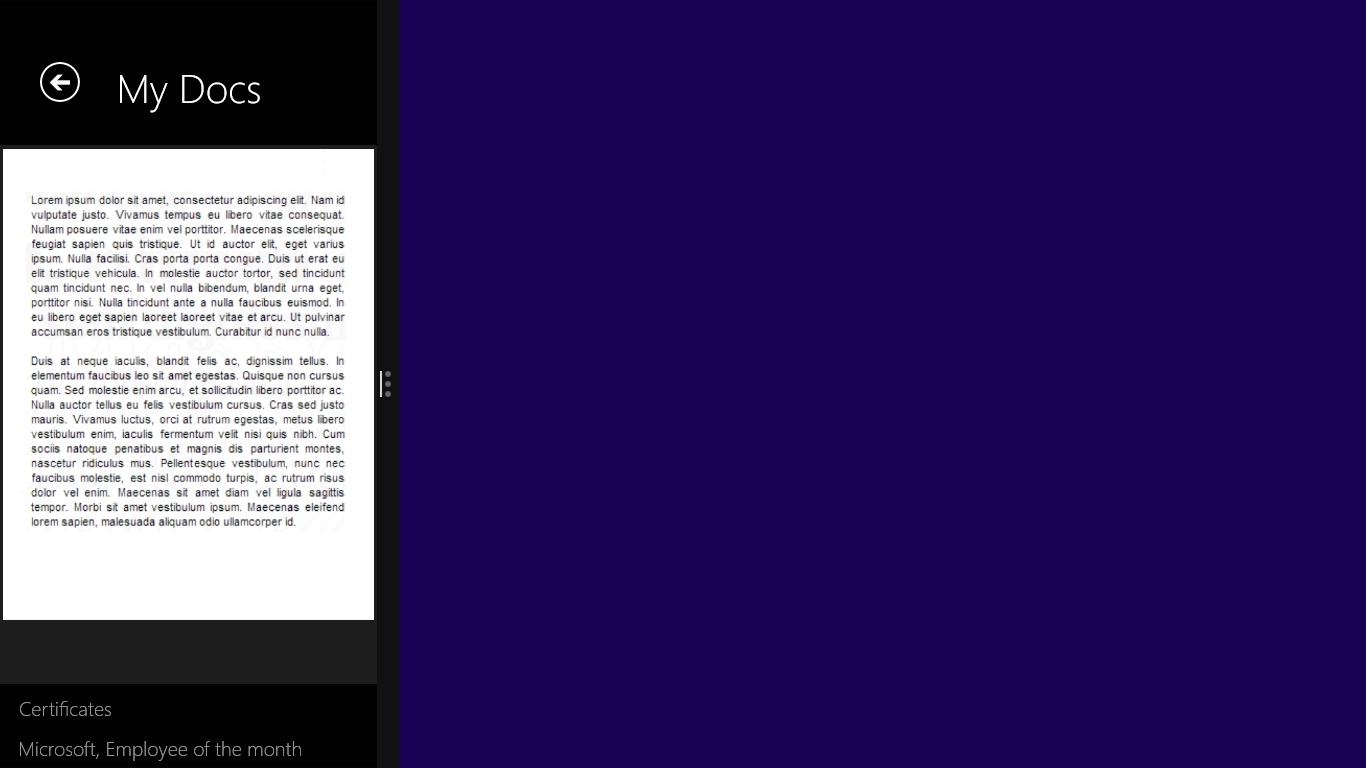 My Docs
Lorem ipsum dolor sit amet, consectetur adipiscing elit. Nam id
vulputate justo. Vivamus tempus eu libero vitae consequat.
Nullam posuere vitae enim vel porttitor. Maecenas scelerisque
feugiat sapien quis tristique. Ut id auctor elit, eget varius
ipsum. Nulla facilisi. Cras porta porta congue. Duis ut erat eu
elit tristique vehicula. In molestie auctor tortor, sed tincidunt
quam tincidunt nec. In vel nulla bibendum, blandit urna eget,
porttitor nisi. Nulla tincidunt ante a nulla faucibus euismod. In
eu libero eget sapien laoreet laoreet vitae et arcu. Ut pulvinar
accumsan eros tristique vestibulum. Curabitur id nunc nulla.
Duis at neque iaculis, blandit felis ac, dignissim tellus. In
elementum faucibus leo sit amet egestas. Quisque non cursus
quam. Sed molestie enim arcu, et sollicitudin libero porttitor ac.
Nulla auctor tellus eu felis vestibulum cursus. Cras sed justo
mauris. Vivamus luctus, orci at rutrum egestas, metus libero
vestibulum enim, iaculis fermentum velit nisi quis nibh. Cum
sociis natoque penatibus et magnis dis parturient montes,
nascetur ridiculus mus. Pellentesque vestibulum, nunc nec
faucibus molestie, est nisl commodo turpis, ac rutrum risus
dolor vel enim. Maecenas sit amet diam vel ligula sagittis
tempor. Morbi sit amet vestibulum ipsum. Maecenas eleifend
lorem sapien, malesuada aliquam odio ullamcorper id.
Certificates
Microsoft, Employee of the month